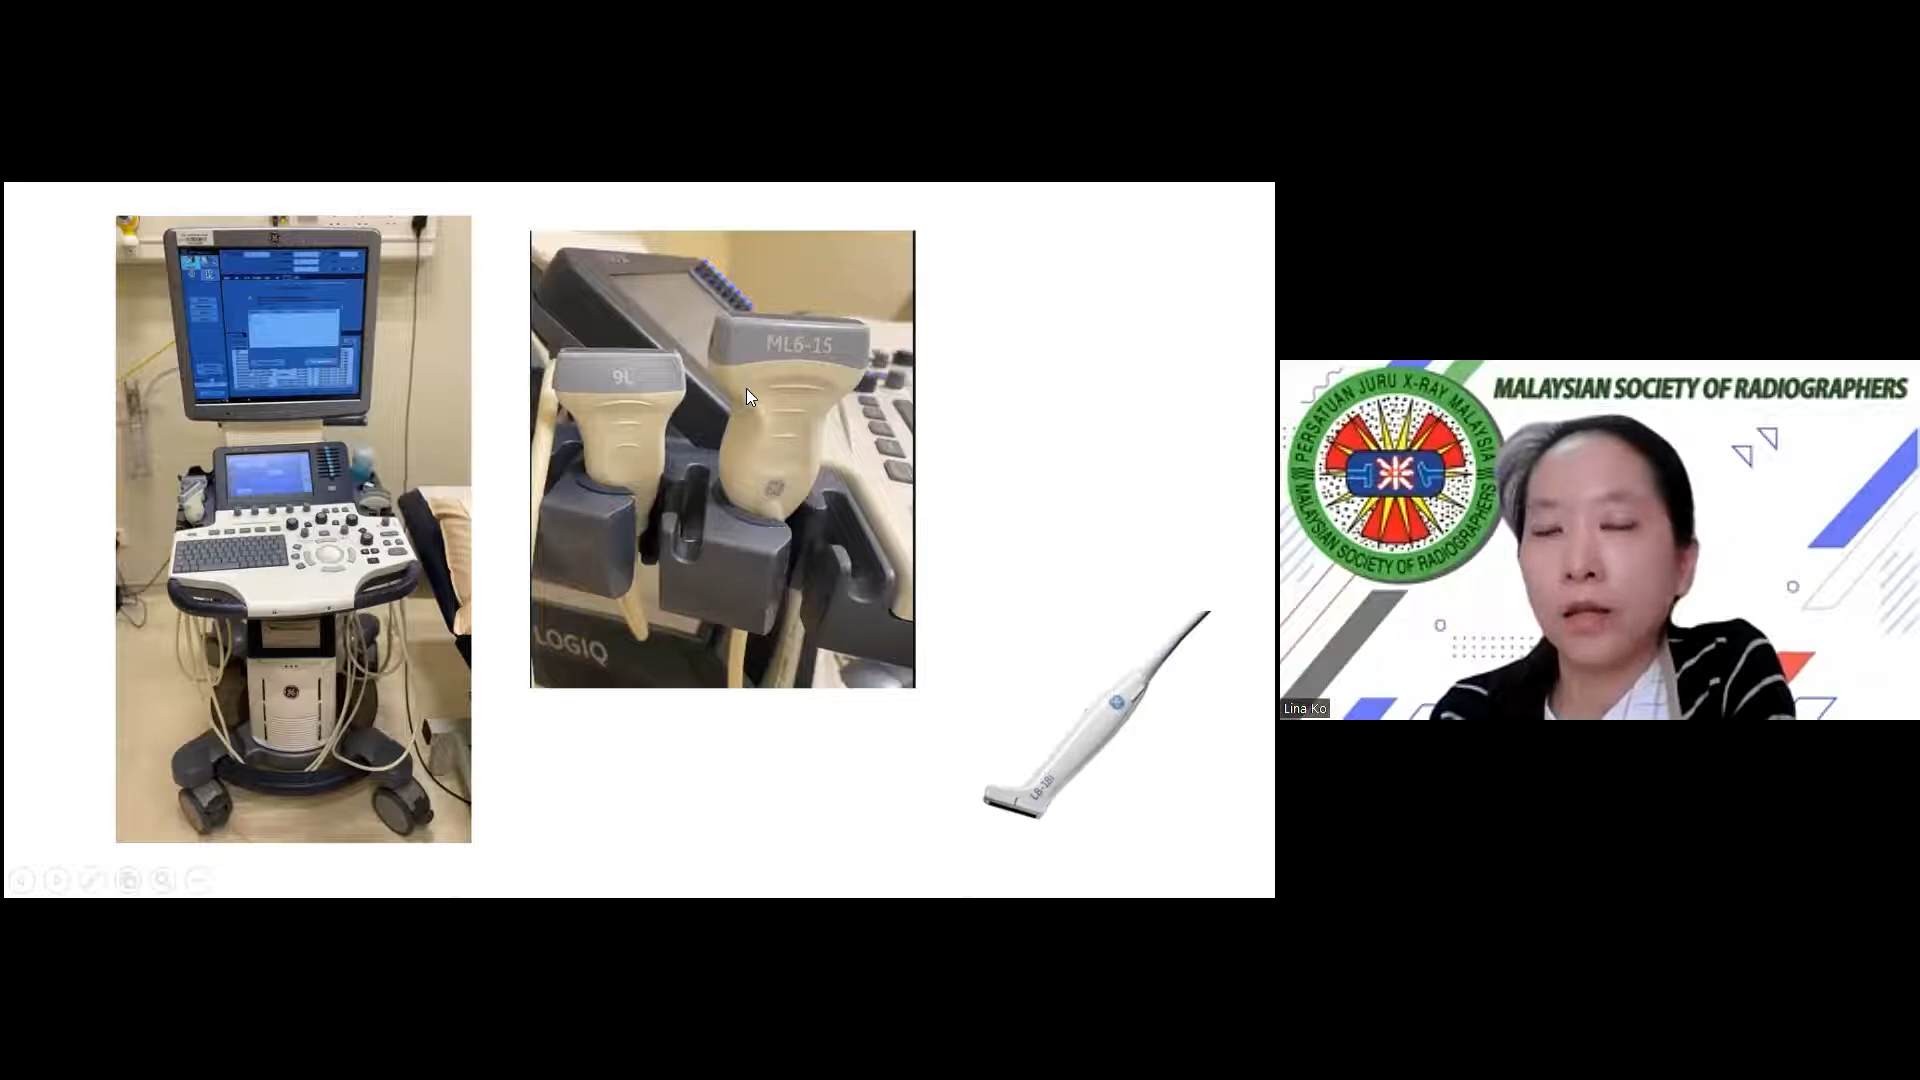 9L
ML6-15
LOGIQ
L8-18i
MALAYSIAN SOCIETY OF RADIOGRAPHERS
PERSATUAN JURU X-RAY MALAYSIA
MALAYSIAN SOCIETY OF RADIOGRAPHERS
Lina Ko